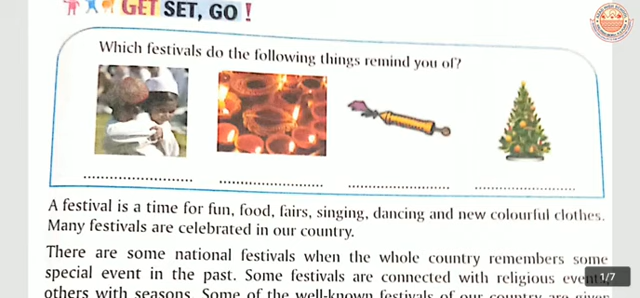 GET SET, GO !
Which festivals do the following things remind you of?
A festival is a time for fun, food, fairs, singing, dancing and new colourful clothes.
Many festivals are celebrated in our country.
There are some national festivals when the whole country remembers some
special event in the past. Some festivals are connected with religious
1/7
others with seasons. Some of the well-known festivals of our country are given